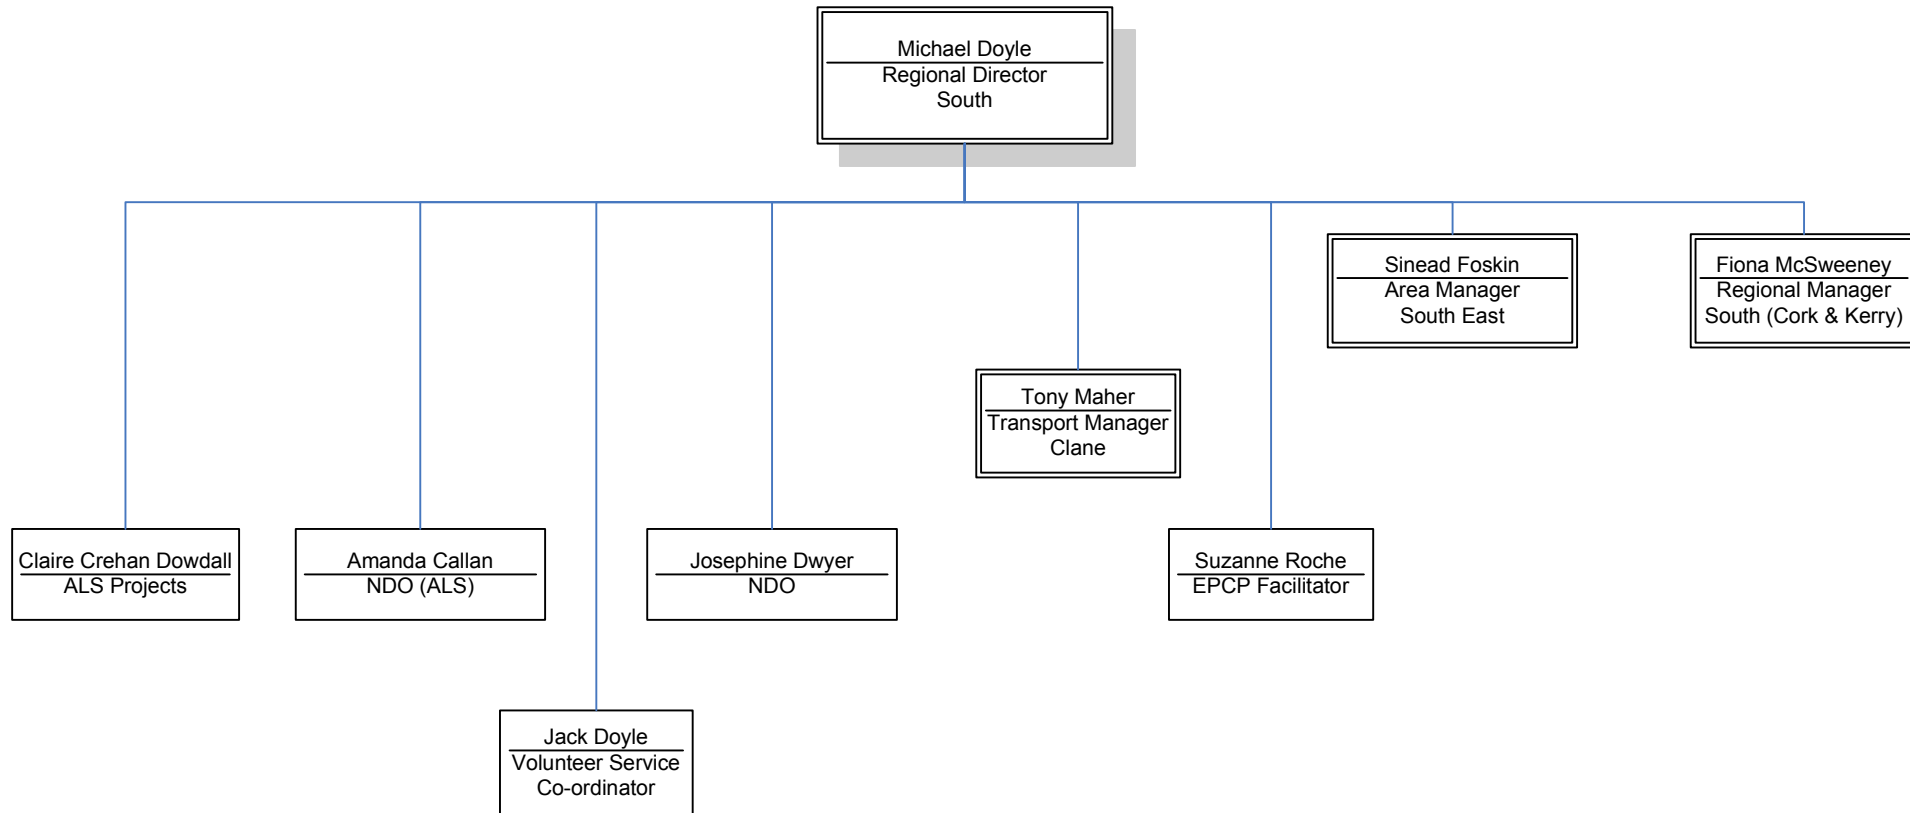 Michael Doyle
Regional Director
South
Sinead Foskin
Area Manager
South East
Fiona McSweeney
Regional Manager
South (Cork & Kerry)
Tony Maher
Transport Manager
Clane
Claire Crehan Dowdall
ALS Projects
Amanda Callan
NDO (ALS)
Josephine Dwyer
NDO
Suzanne Roche
EPCP Facilitator
Jack Doyle
Volunteer Service
Co-ordinator